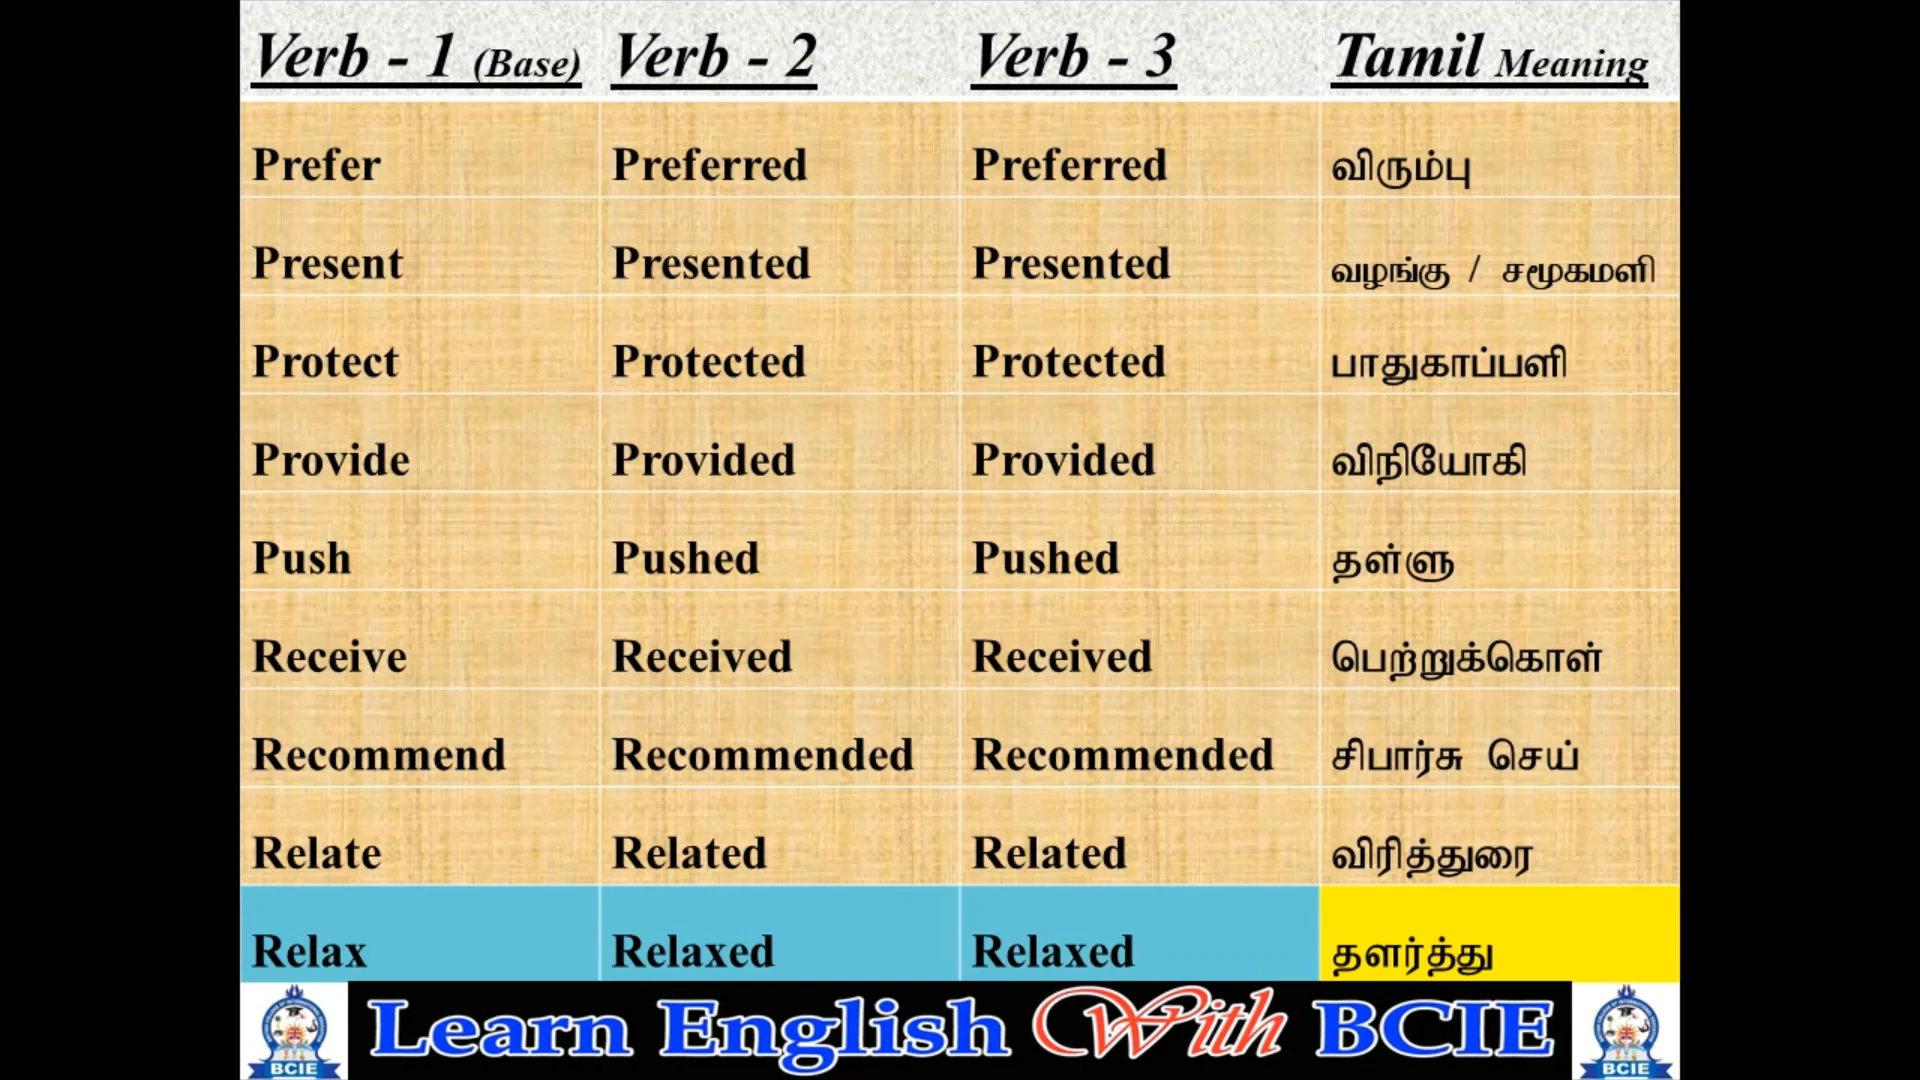 Verb - 1 (Base) Verb - 2 Verb - 3 Tamil Meaning
Prefer Preferred Preferred விரும்பு
Present Presented Presented வழங்கு / சமூகமளி
Protect Protected Protected பாதுகாப்பளி
Provide Provided Provided விநியோகி
Push Pushed Pushed தள்ளு
Receive Received Received பெற்றுக்கொள்
Recommend Recommended Recommended சிபார்சு செய்
Relate Related Related விரித்துரை
Relax Relaxed Relaxed தளர்த்து
BCIE Learn English With BCIE BCIE